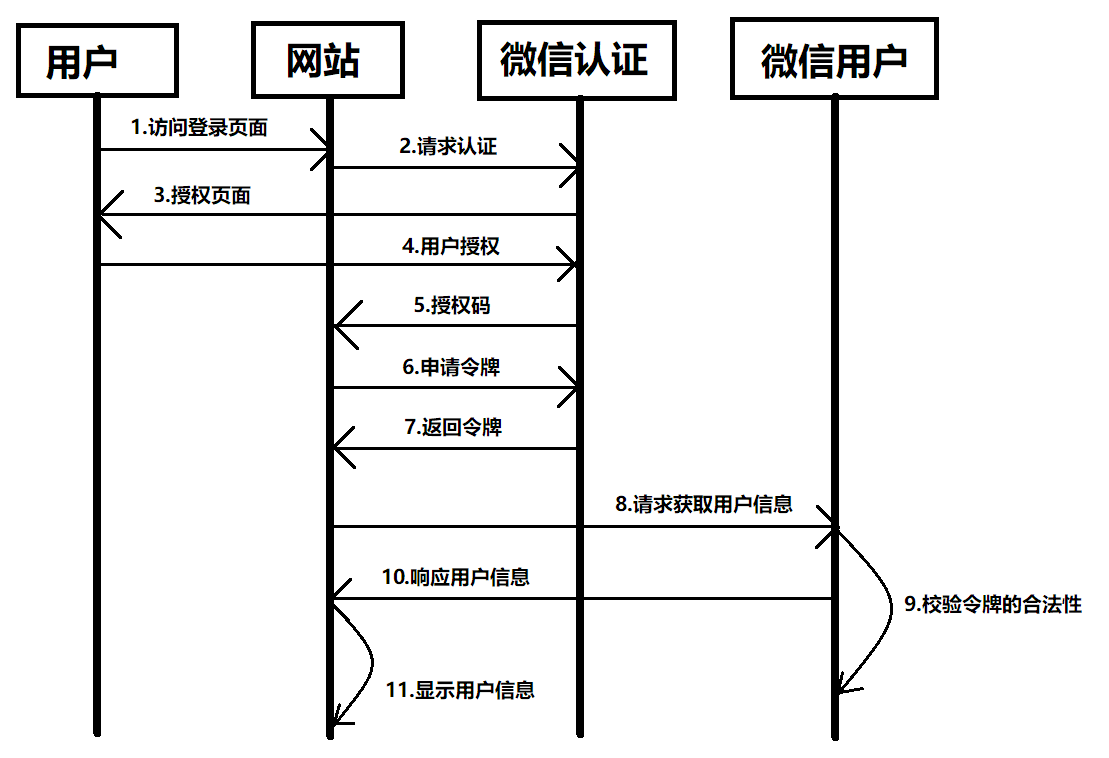 用户
网站
微信认证
微信用户
1.访问登录页面
2.请求认证
3.授权页面
4.用户授权
5.授权码
6.申请令牌
7.返回令牌
8.请求获取用户信息
10.响应用户信息
9.校验令牌的合法性
11.显示用户信息